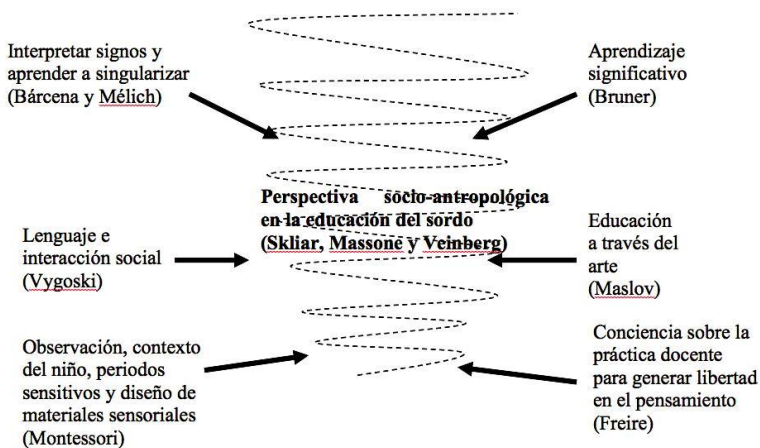 Interpretar signos y
aprender a singularizar
(Bárcena y Mélich)
Aprendizaje
significativo
(Bruner)
Perspectiva socio-antropológica
en la educación del sordo
(Skliar, Massone y Veinberg)
Lenguaje e
interacción social
(Vygoski)
Educación
a través del
arte
(Maslov)
Observación, contexto
del niño, periodos
sensitivos y diseño de
materiales sensoriales
(Montessori)
Conciencia sobre la
práctica docente
para generar libertad
en el pensamiento
(Freire)